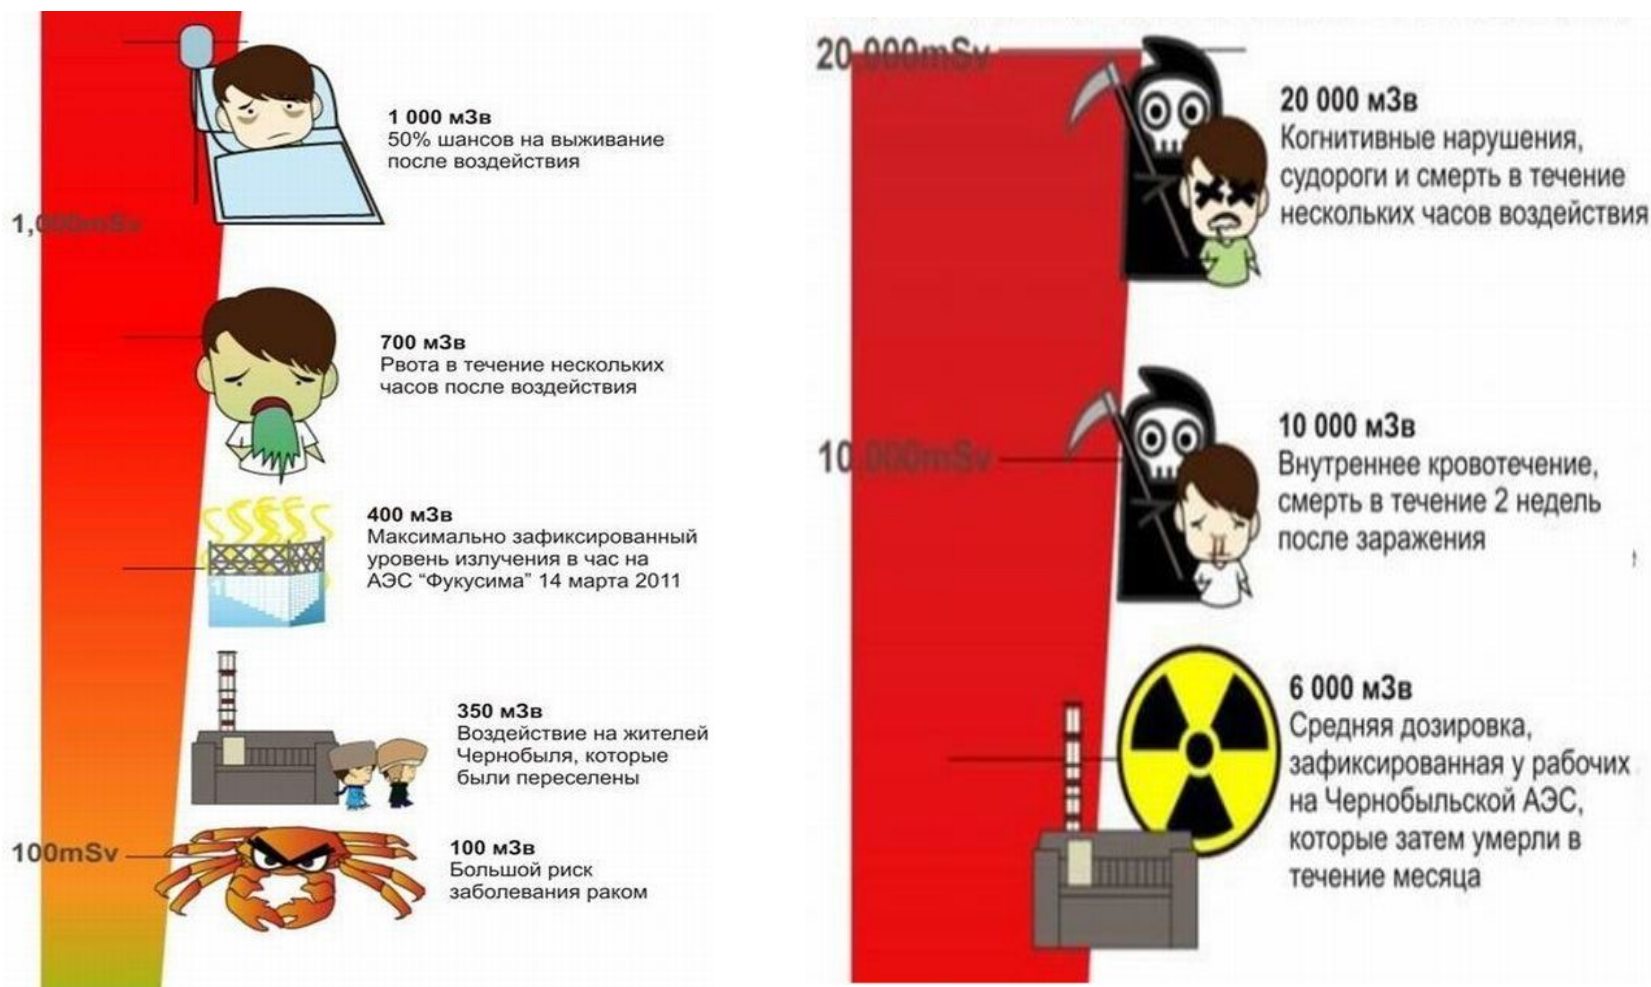 1 000 мЗв
50% шансов на выживание
после воздействия
1,000mSv
700 мЗв
Рвота в течение нескольких
часов после воздействия
400 мЗв
Максимально зафиксированный
уровень излучения в час на
АЭС “Фукусима” 14 марта 2011
350 мЗв
Воздействие на жителей
Чернобыля, которые
были переселены
100mSv
100 мЗв
Большой риск
заболевания раком
20,000mSv
20 000 мЗв
Когнитивные нарушения,
судороги и смерть в течение
нескольких часов воздействия
10,000mSv
10 000 мЗв
Внутреннее кровотечение,
смерть в течение 2 недель
после заражения
6 000 мЗв
Средняя дозировка,
зафиксированная у рабочих
на Чернобыльской АЭС,
которые затем умерли в
течение месяца